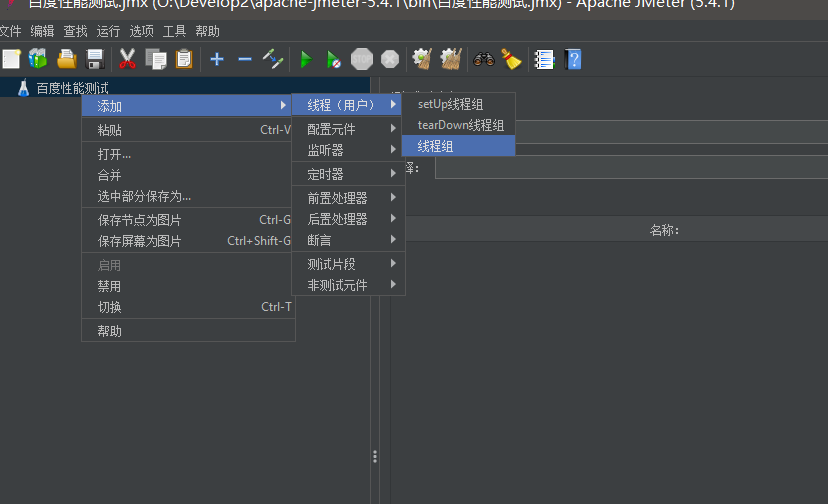 百度性能测试.jmx (O:\Develop2\apache-jmeter-5.4.1\bin\百度性能测试.jmx) - Apache JMeter (5.4.1)
文件 编辑 查找 运行 选项 工具 帮助
百度性能测试
添加
粘贴 Ctrl-V
打开...
合并
选中部分保存为...
保存节点为图片 Ctrl-G
保存屏幕为图片 Ctrl+Shift-G
启用
禁用
切换 Ctrl-T
帮助
线程（用户）
配置元件
监听器
定时器
前置处理器
后置处理器
断言
测试片段
非测试元件
setUp线程组
tearDown线程组
线程组
释：
名称: